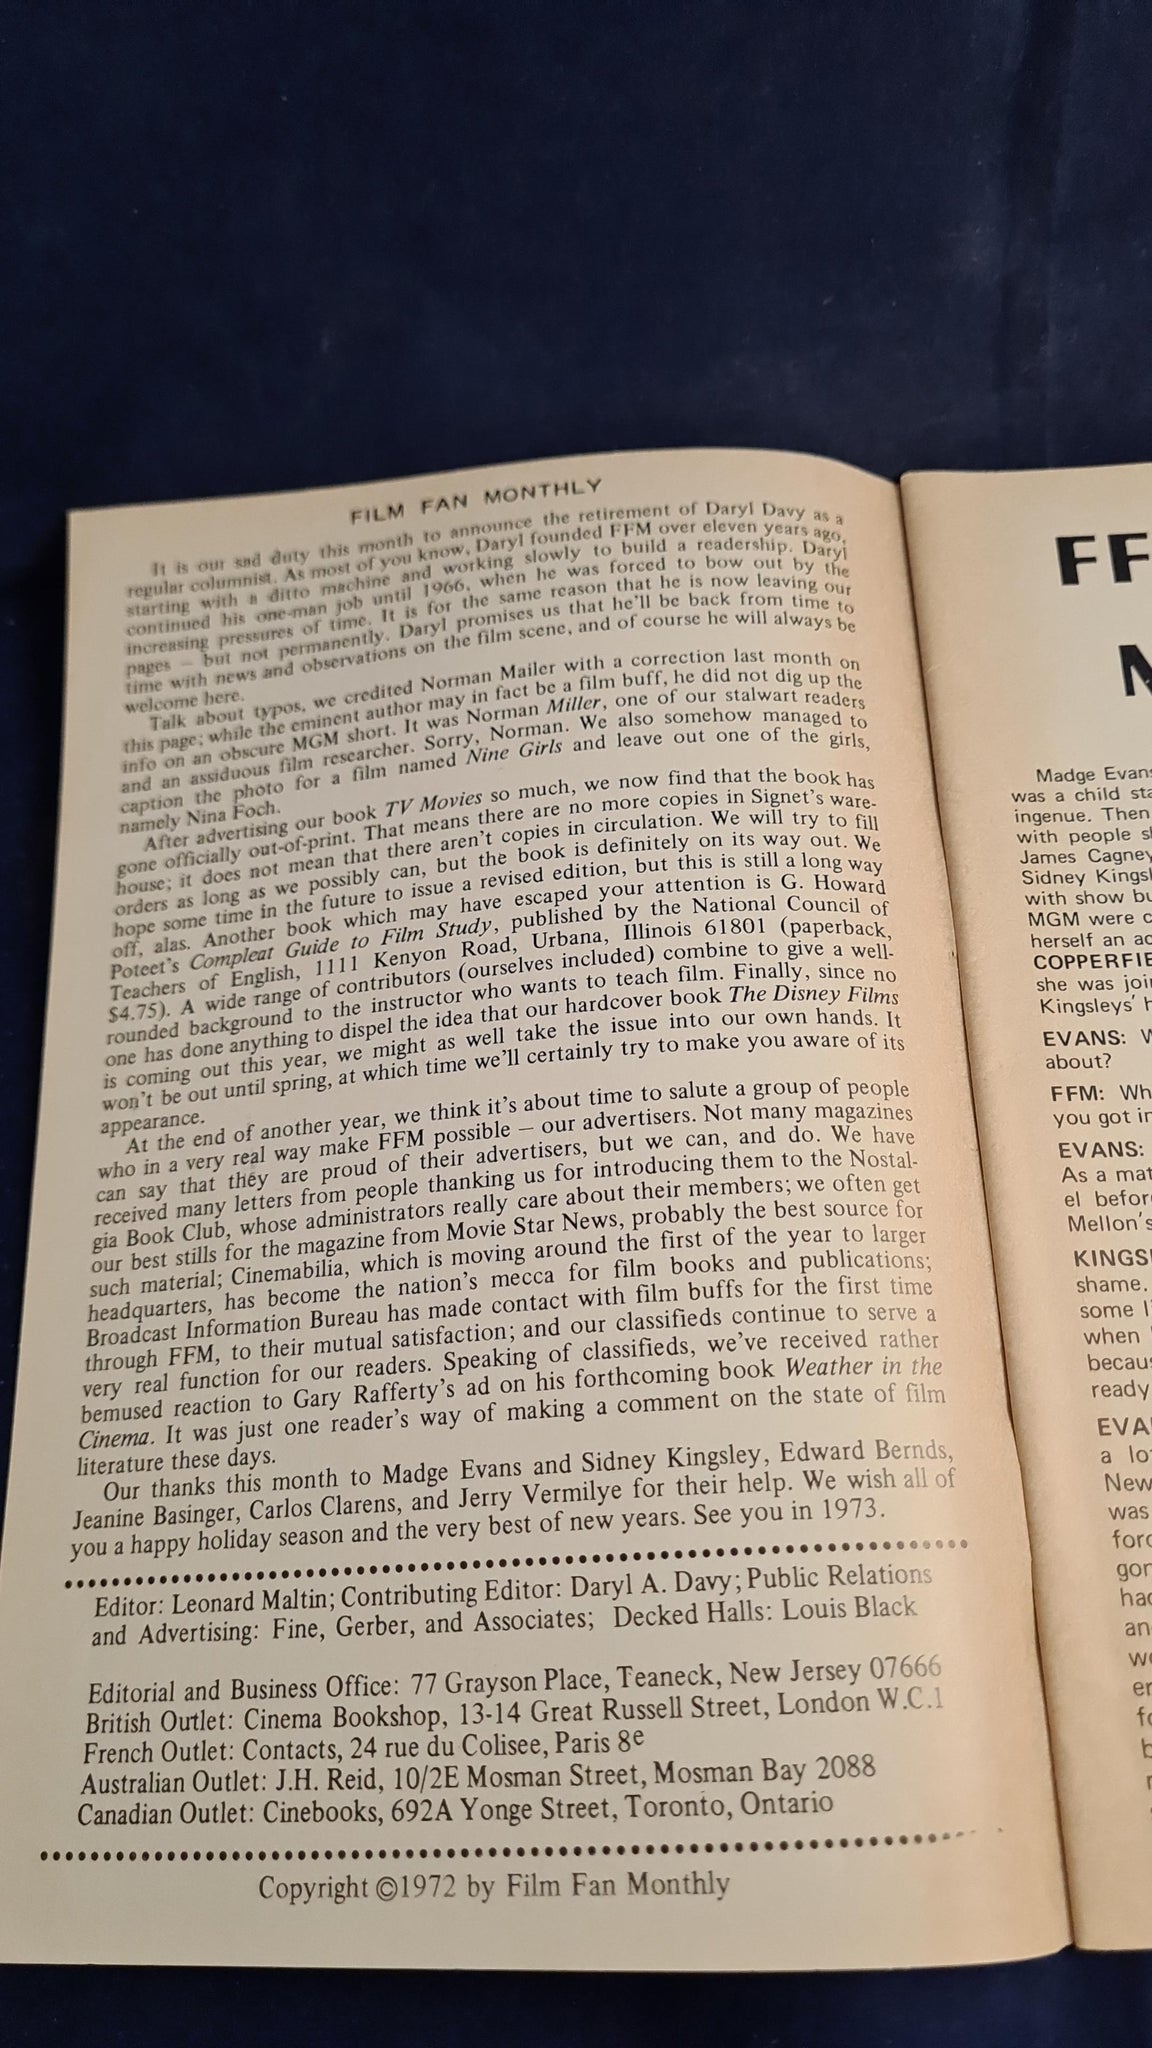 FILM FAN MONTHLY
It is our sad duty this month to announce the retirement of Daryl Davy as a
regular columnist. As most of you know, Daryl founded FFM over eleven years ago,
starting with a ditto machine and working slowly to build a readership. Daryl
continued his one-man job until 1966, when he was forced to bow out by the
increasing pressures of time. It is for the same reason that he is now leaving our
pages — but not permanently. Daryl promises us that he'll be back from time to
time with news and observations on the film scene, and of course he will always be
welcome here.
Talk about typos, we credited Norman Mailer with a correction last month on
this page; while the eminent author may in fact be a film buff, he did not dig up the
info on an obscure MGM short. It was Norman Miller, one of our stalwart readers
and an assiduous film researcher. Sorry, Norman. We also somehow managed to
caption the photo for a film named Nine Girls and leave out one of the girls,
namely Nina Foch.
After advertising our book TV Movies so much, we now find that the book has
gone officially out-of-print. That means there are no more copies in Signet's ware-
house; it does not mean that there aren't copies in circulation. We will try to fill
orders as long as we possibly can, but the book is definitely on its way out. We
hope some time in the future to issue a revised edition, but this is still a long way
off, alas. Another book which may have escaped your attention is G. Howard
Poteet's Compleat Guide to Film Study, published by the National Council of
Teachers of English, 1111 Kenyon Road, Urbana, Illinois 61801 (paperback,
$4.75). A wide range of contributors (ourselves included) combine to give a well-
rounded background to the instructor who wants to teach film. Finally, since no
one has done anything to dispel the idea that our hardcover book The Disney Films
is coming out this year, we might as well take the issue into our own hands. It
won't be out until spring, at which time we'll certainly try to make you aware of its
appearance.
At the end of another year, we think it's about time to salute a group of people
who in a very real way make FFM possible — our advertisers. Not many magazines
can say that they are proud of their advertisers, but we can, and do. We have
received many letters from people thanking us for introducing them to the Nostal-
gia Book Club, whose administrators really care about their members; we often get
our best stills for the magazine from Movie Star News, probably the best source for
such material; Cinemabilia, which is moving around the first of the year to larger
headquarters, has become the nation's mecca for film books and publications;
Broadcast Information Bureau has made contact with film buffs for the first time
through FFM, to their mutual satisfaction; and our classifieds continue to serve a
very real function for our readers. Speaking of classifieds, we've received rather
bemused reaction to Gary Rafferty's ad on his forthcoming book Weather in the
Cinema. It was just one reader's way of making a comment on the state of film
literature these days.
Our thanks this month to Madge Evans and Sidney Kingsley, Edward Bernds,
Jeanine Basinger, Carlos Clarens, and Jerry Vermilye for their help. We wish all of
you a happy holiday season and the very best of new years. See you in 1973.
Editor: Leonard Maltin; Contributing Editor: Daryl A. Davy; Public Relations
and Advertising: Fine, Gerber, and Associates; Decked Halls: Louis Black
Editorial and Business Office: 77 Grayson Place, Teaneck, New Jersey 07666
British Outlet: Cinema Bookshop, 13-14 Great Russell Street, London W.C.1
French Outlet: Contacts, 24 rue du Colisee, Paris 8e
Australian Outlet: J.H. Reid, 10/2E Mosman Street, Mosman Bay 2088
Canadian Outlet: Cinebooks, 692A Yonge Street, Toronto, Ontario
Copyright ©1972 by Film Fan Monthly
FF
Madge Evans
was a child
ingenue. Then
with people
James Cagney
Sidney
with show
MGM were
herself an
she was
Kingsleys'
EVANS:
about?
FFM:
you got
EVANS:
As a
el
Mellon's
shame.
some
when
ready
a
New
was